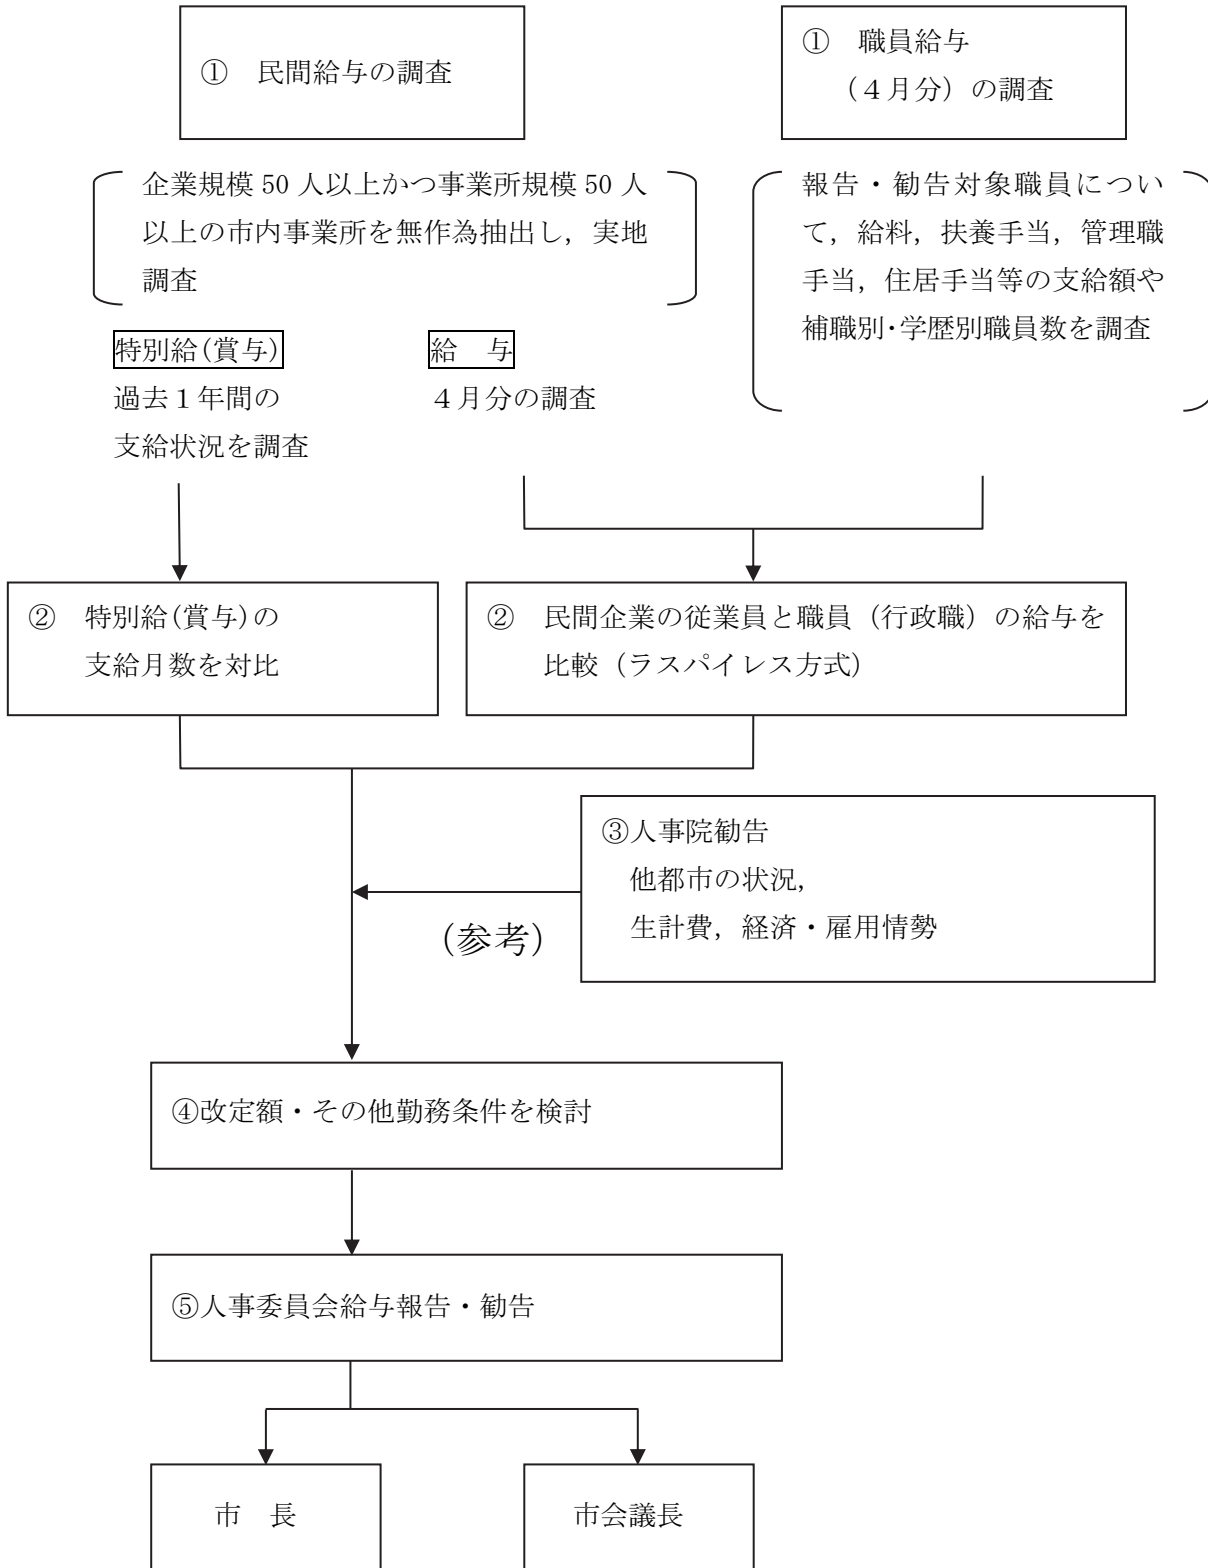 ① 民間給与の調査
① 職員給与
（４月分）の調査
企業規模 50 人以上かつ事業所規模 50 人
以上の市内事業所を無作為抽出し，実地
調査
報告・勧告対象職員につい
て，給料，扶養手当，管理職
手当，住居手当等の支給額や
補職別･学歴別職員数を調査
特別給(賞与)
過去１年間の
支給状況を調査
給　与
４月分の調査
② 特別給(賞与)の
支給月数を対比
② 民間企業の従業員と職員（行政職）の給与を
比較（ラスパイレス方式）
③人事院勧告
他都市の状況，
生計費，経済・雇用情勢
（参考）
④改定額・その他勤務条件を検討
⑤人事委員会給与報告・勧告
市　長
市会議長